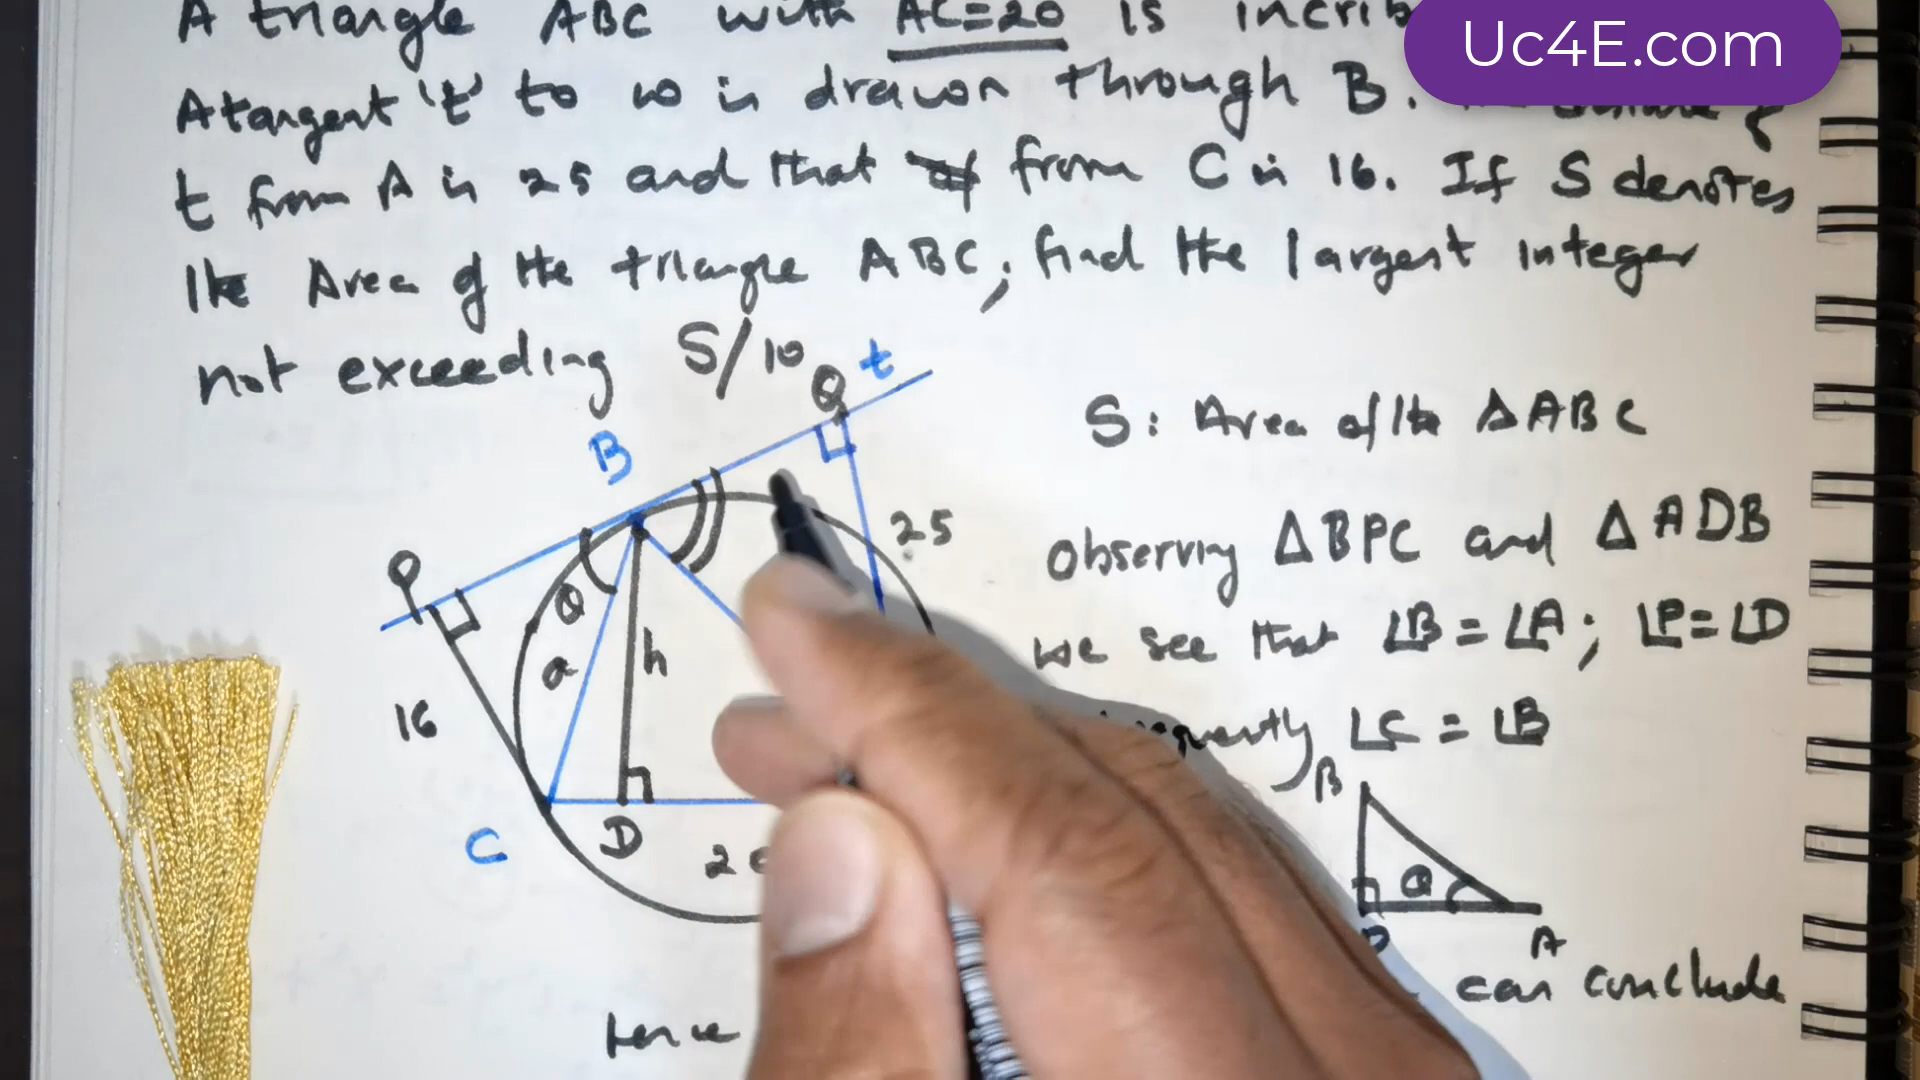 A triangle ABC with AC=20 is
Uc4E.com
A tangent 't' to ω is drawn through B.
t from A is 25 and that from C is 16. If S denotes
the Area of the triangle ABC, find the largest integer
not exceeding S/10
Q t
S: Area of the ΔABC
B
25
Observing ΔBPC and ΔADB
P
θ
we see that ∠B = ∠A; ∠P = ∠D
a h
16
∠C = ∠B
B
D
C
θ
A
can conclude
Hence